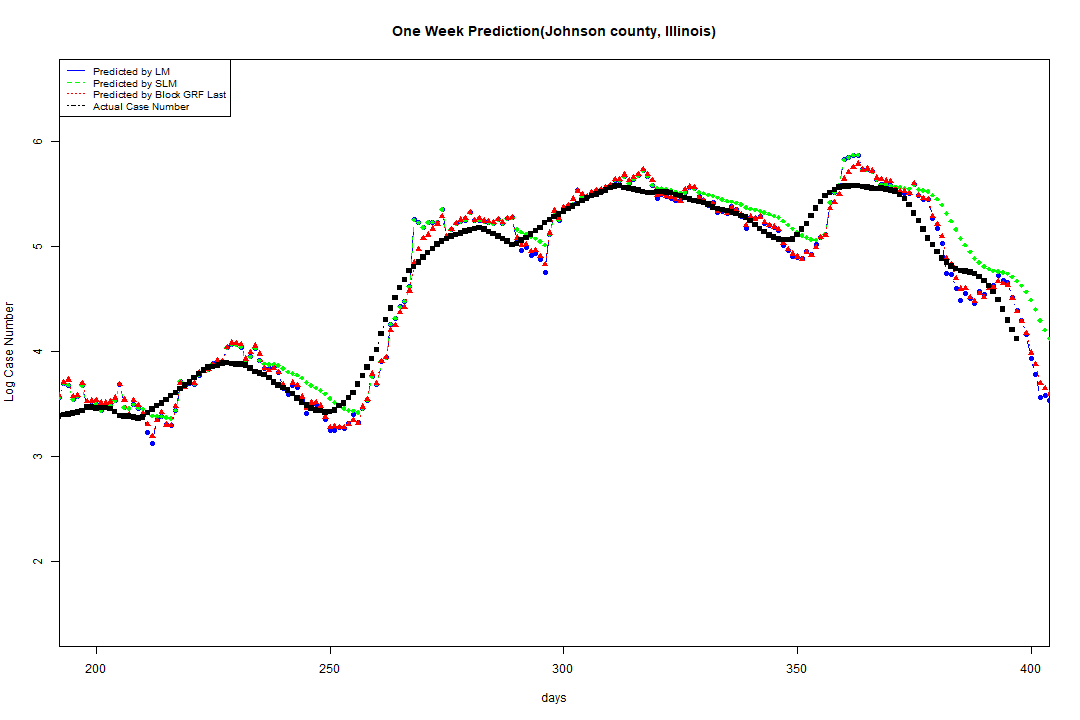 One Week Prediction(Johnson county, Illinois)
Predicted by LM
Predicted by SLM
Predicted by Block GRF Last
Actual Case Number
6
5
4
3
2
Log Case Number
200
250
300
350
400
days